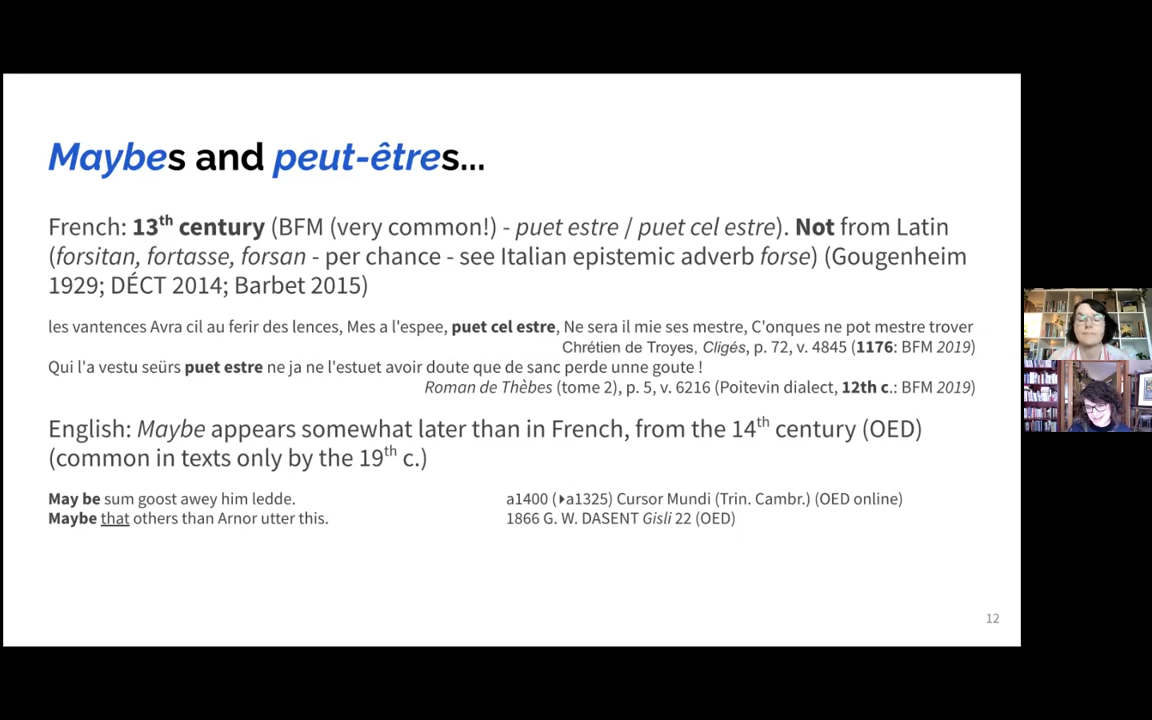 Maybes and peut-êtres...
French: 13th century (BFM (very common!) - puet estre / puet cel estre). Not from Latin
(forsitan, fortasse, forsan - per chance - see Italian epistemic adverb forse) (Gougenheim
1929; DÉCT 2014; Barbet 2015)
les vantences Avra cil au ferir des lences, Mes a l'espee, puet cel estre, Ne sera il mie ses mestre, C'onques ne pot mestre trover
Chrétien de Troyes, Cligés, p. 72, v. 4845 (1176: BFM 2019)
Qui l'a vestu seürs puet estre ne ja ne l'estuet avoir doute que de sanc perde unne goute !
Roman de Thèbes (tome 2), p. 5, v. 6216 (Poitevin dialect, 12th c.: BFM 2019)
English: Maybe appears somewhat later than in French, from the 14th century (OED)
(common in texts only by the 19th c.)
May be sum goost awey him ledde. a1400 (▸a1325) Cursor Mundi (Trin. Cambr.) (OED online)
Maybe that others than Arnor utter this. 1866 G. W. DASENT Gisli 22 (OED)
12